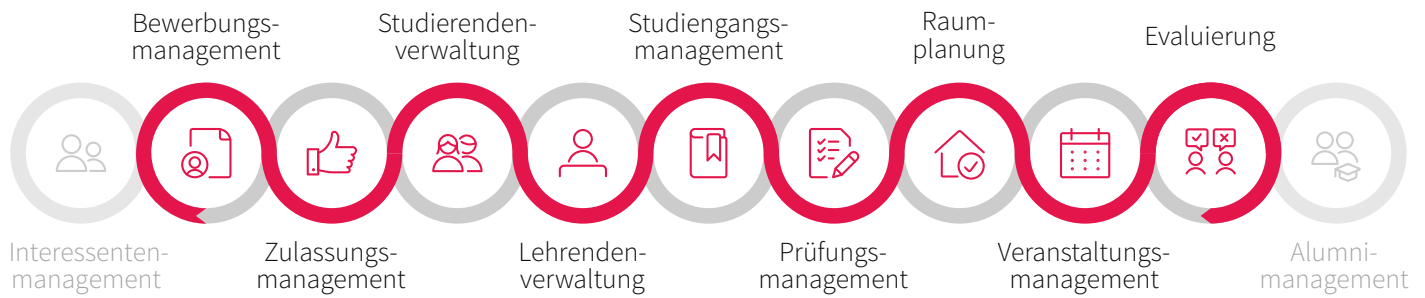 Bewerbungs-
management
Studierenden-
verwaltung
Studiengangs-
management
Raum-
planung
Evaluierung
Interessenten-
management
Zulassungs-
management
Lehrenden-
verwaltung
Prüfungs-
management
Veranstaltungs-
management
Alumni-
management